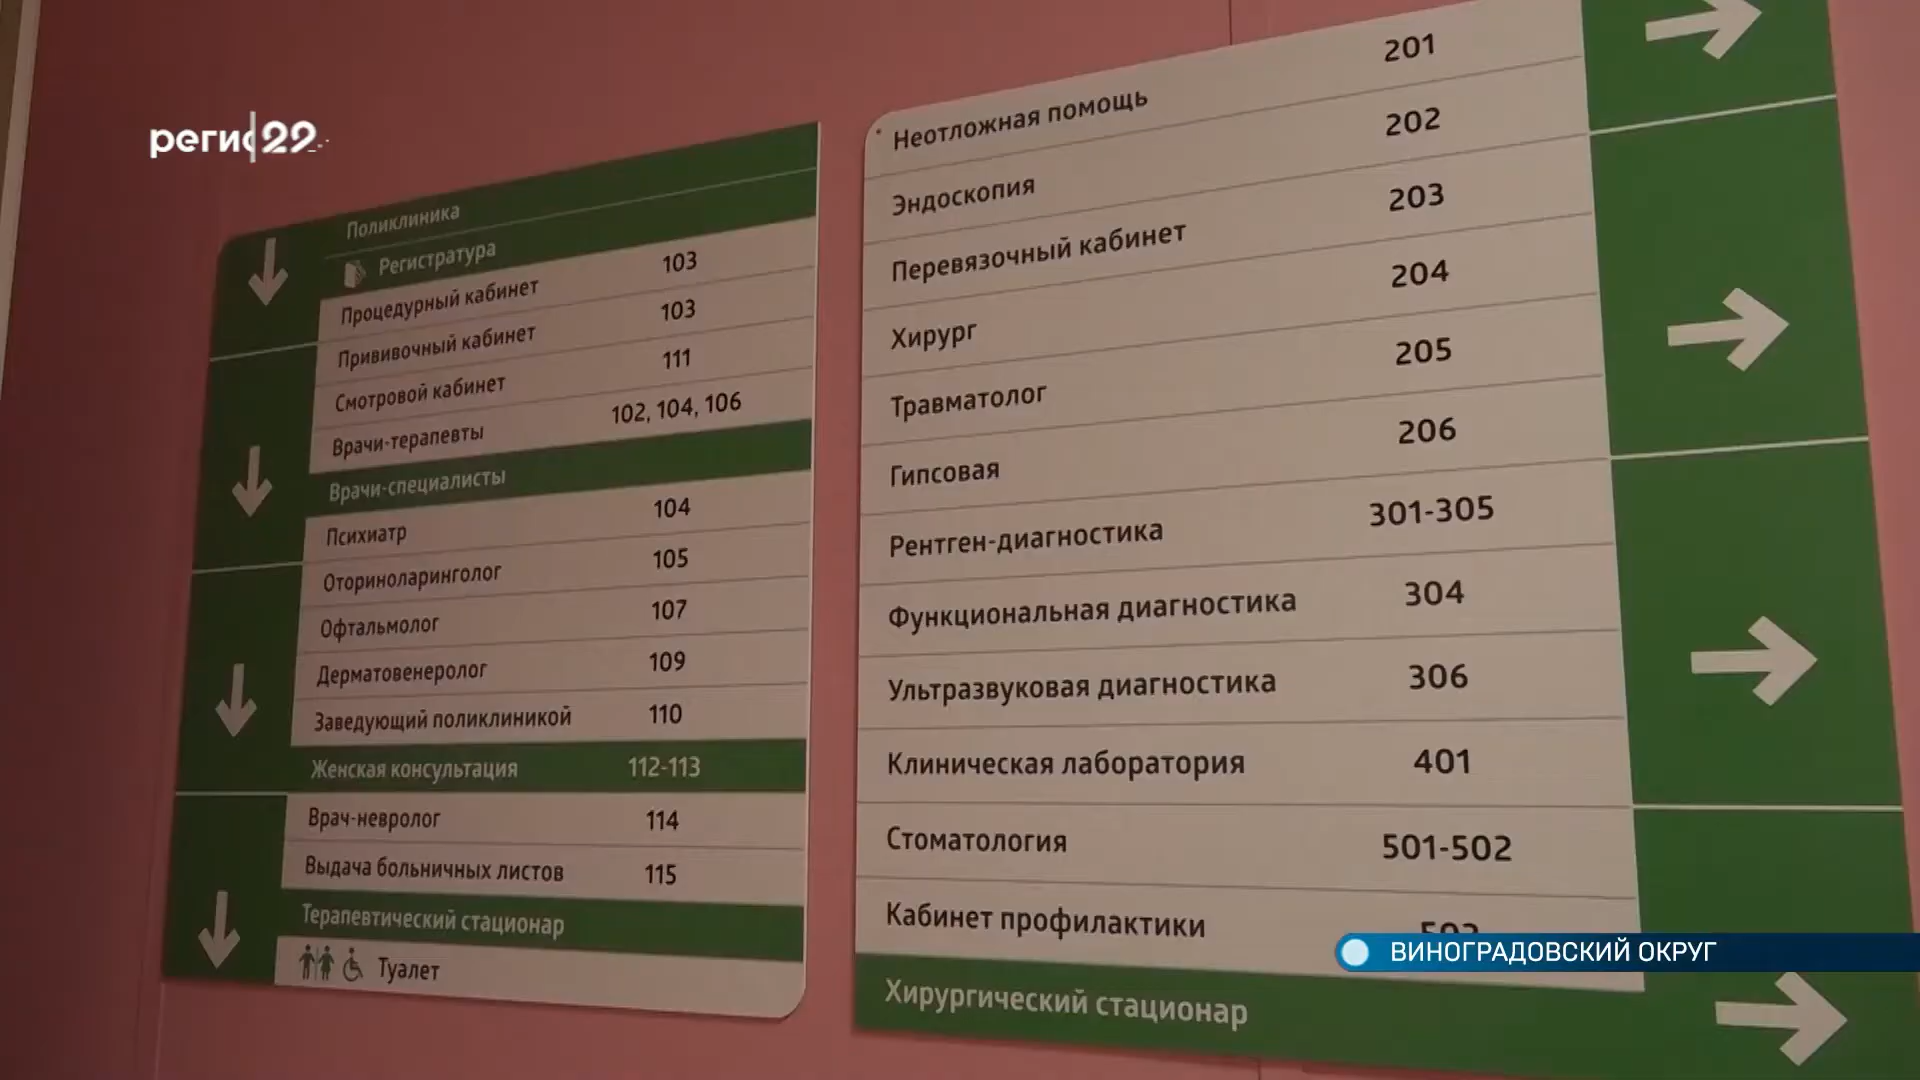 регис 29
Поликлиника
Регистратура
Процедурный кабинет 103
Прививочный кабинет 103
Смотровой кабинет 111
Врачи-терапевты 102, 104, 106
Врачи-специалисты
Психиатр 104
Оториноларинголог 105
Офтальмолог 107
Дерматовенеролог 109
Заведующий поликлиникой 110
Женская консультация 112-113
Врач-невролог 114
Выдача больничных листов 115
Терапевтический стационар
Туалет
Неотложная помощь 201
Эндоскопия 202
Перевязочный кабинет 203
Хирург 204
Травматолог 205
Гипсовая 206
Рентген-диагностика 301-305
Функциональная диагностика 304
Ультразвуковая диагностика 306
Клиническая лаборатория 401
Стоматология 501-502
Кабинет профилактики
Хирургический стационар
ВИНОГРАДОВСКИЙ ОКРУГ